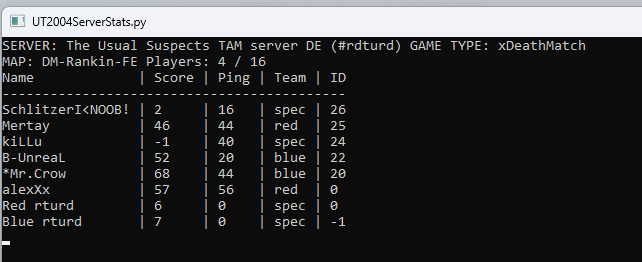 UT2004ServerStats.py
SERVER: The Usual Suspects TAM server DE (#rdturd) GAME TYPE: xDeathMatch
MAP: DM-Rankin-FE Players: 4 / 16
Name | Score | Ping | Team | ID
-------------------------------------------
SchlitzerI<NOOB! | 2 | 16 | spec | 26
Mertay | 46 | 44 | red | 25
kiLLu | -1 | 40 | spec | 24
B-UnreaL | 52 | 20 | blue | 22
*Mr.Crow | 68 | 44 | blue | 20
alexXx | 57 | 56 | red | 0
Red rturd | 6 | 0 | spec | 0
Blue rturd | 7 | 0 | spec | -1